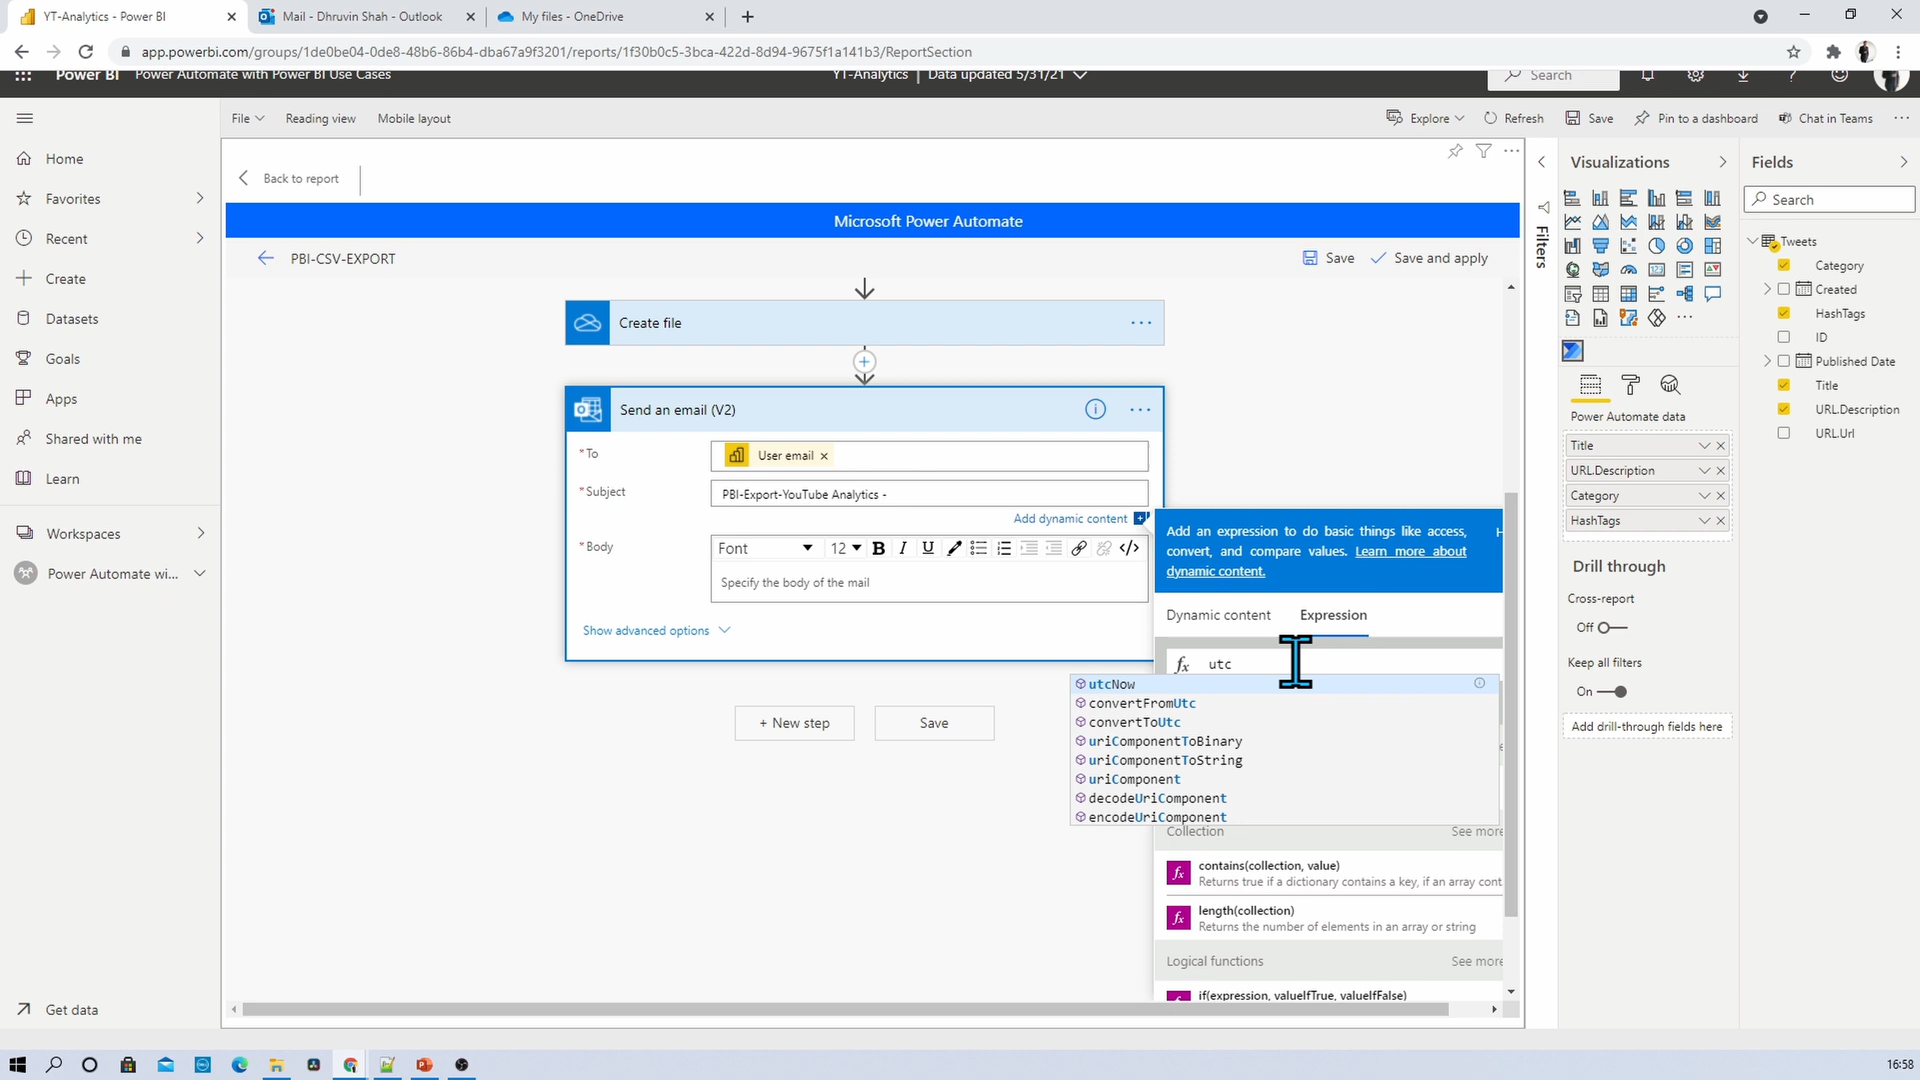 YT-Analytics - Power BI
Mail - Dhruvin Shah - Outlook
My files - OneDrive
app.powerbi.com/groups/1de0be04-0de8-48b6-86b4-dba67a9f3201/reports/1f30b0c5-3bca-422d-8d94-9675f1a141b3/ReportSection
Power BI Power Automate with Power BI Use Cases
YT-Analytics | Data updated 5/31/21
Search
File
Reading view
Mobile layout
Explore
Refresh
Save
Pin to a dashboard
Chat in Teams
Home
Favorites
Recent
Create
Datasets
Goals
Apps
Shared with me
Learn
Workspaces
Power Automate wi...
Get data
Back to report
Microsoft Power Automate
PBI-CSV-EXPORT
Save
Save and apply
Create file
Send an email (V2)
*To
User email
*Subject
PBI-Export-YouTube Analytics -
Add dynamic content
*Body
Font
12
Specify the body of the mail
Show advanced options
+ New step
Save
Add an expression to do basic things like access,
convert, and compare values. Learn more about
dynamic content.
Dynamic content
Expression
fx utc
utcNow
convertFromUtc
convertToUtc
uriComponentToBinary
uriComponentToString
uriComponent
decodeUriComponent
encodeUriComponent
Collection
See more
contains(collection, value)
Returns true if a dictionary contains a key, if an array cont
length(collection)
Returns the number of elements in an array or string
Logical functions
See more
if(expression, valueIfTrue, valueIfFalse)
Filters
Visualizations
Power Automate data
Title
URL.Description
Category
HashTags
Drill through
Cross-report
Off
Keep all filters
On
Add drill-through fields here
Fields
Search
Tweets
Category
Created
HashTags
ID
Published Date
Title
URL.Description
URL.Url
16:58